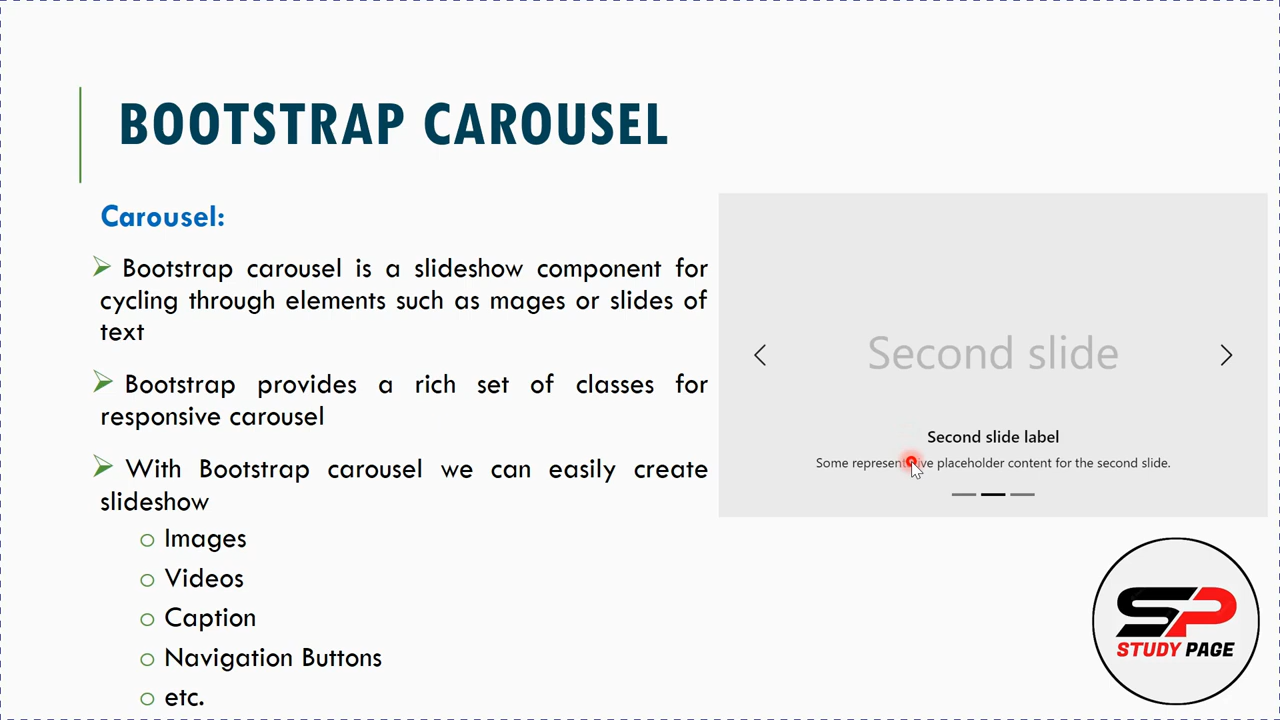 BOOTSTRAP CAROUSEL
Carousel:
Bootstrap carousel is a slideshow component for
cycling through elements such as mages or slides of
text
Bootstrap provides a rich set of classes for
responsive carousel
With Bootstrap carousel we can easily create
slideshow
Images
Videos
Caption
Navigation Buttons
etc.
Second slide
Second slide label
Some representative placeholder content for the second slide.
SP
STUDY PAGE